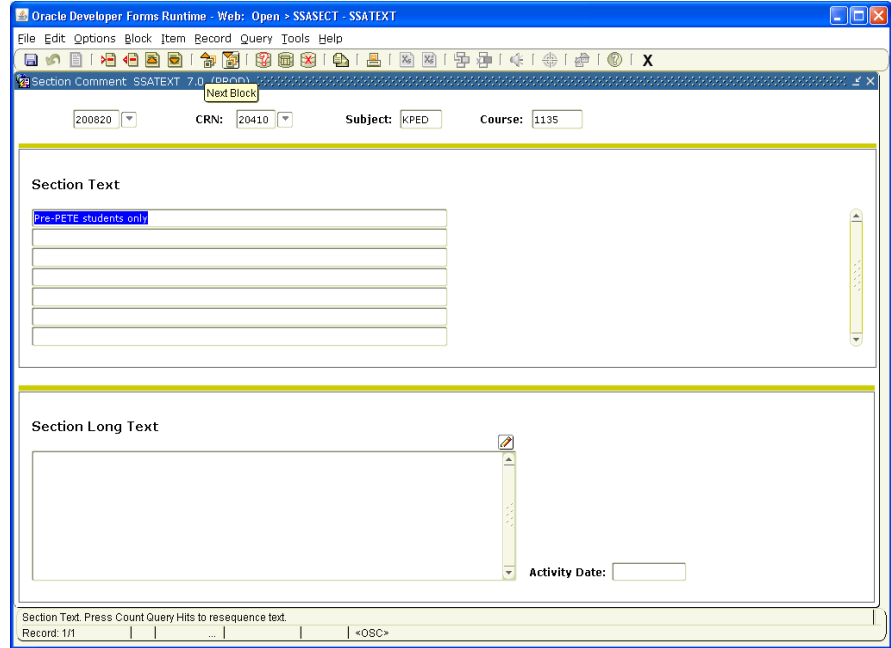 Oracle Developer Forms Runtime - Web: Open > SSASECT - SSATEXT
File Edit Options Block Item Record Query Tools Help
X
Section Comment SSATEXT 7.0 (PROD)
Next Block
200820 CRN: 20410 Subject: KPED Course: 1135
Section Text
Pre-PETE students only
Section Long Text
Activity Date:
Section Text. Press Count Query Hits to resequence text.
Record: 1/1 ... <OSC>